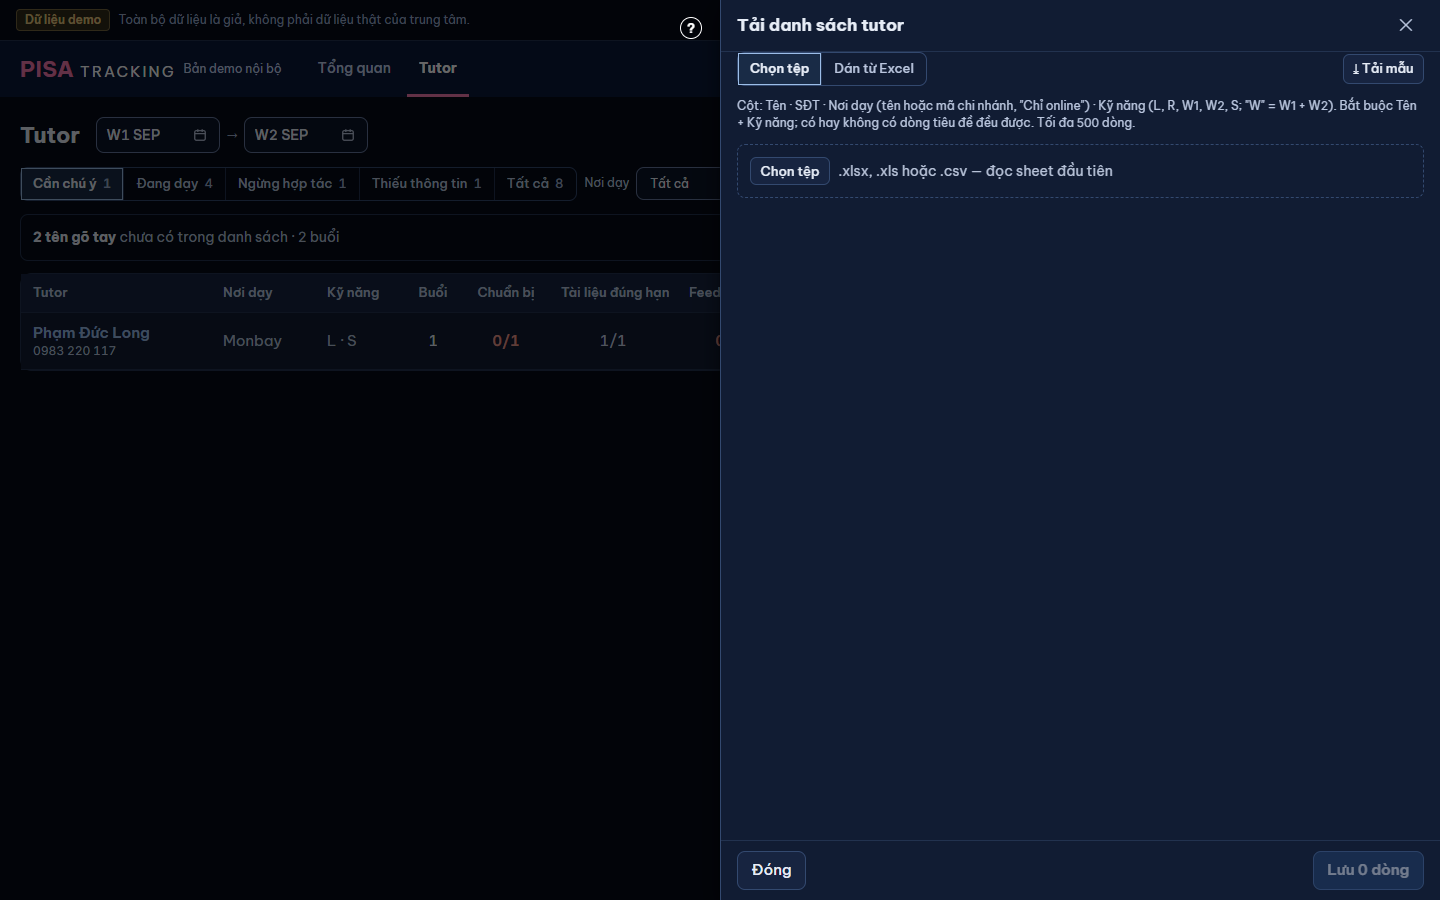 Dữ liệu demo Toàn bộ dữ liệu là giả, không phải dữ liệu thật của trung tâm.
?
PISA TRACKING Bản demo nội bộ Tổng quan Tutor
Tutor W1 SEP → W2 SEP
Cần chú ý 1 Đang dạy 4 Ngừng hợp tác 1 Thiếu thông tin 1 Tất cả 8 Nơi dạy Tất cả
2 tên gõ tay chưa có trong danh sách · 2 buổi
Tutor Nơi dạy Kỹ năng Buổi Chuẩn bị Tài liệu đúng hạn Feed
Phạm Đức Long Monbay L · S 1 0/1 1/1
0983 220 117
Tải danh sách tutor
Chọn tệp Dán từ Excel ⤓ Tải mẫu
Cột: Tên · SĐT · Nơi dạy (tên hoặc mã chi nhánh, "Chỉ online") · Kỹ năng (L, R, W1, W2, S; "W" = W1 + W2). Bắt buộc Tên
+ Kỹ năng; có hay không có dòng tiêu đề đều được. Tối đa 500 dòng.
Chọn tệp .xlsx, .xls hoặc .csv — đọc sheet đầu tiên
Đóng Lưu 0 dòng